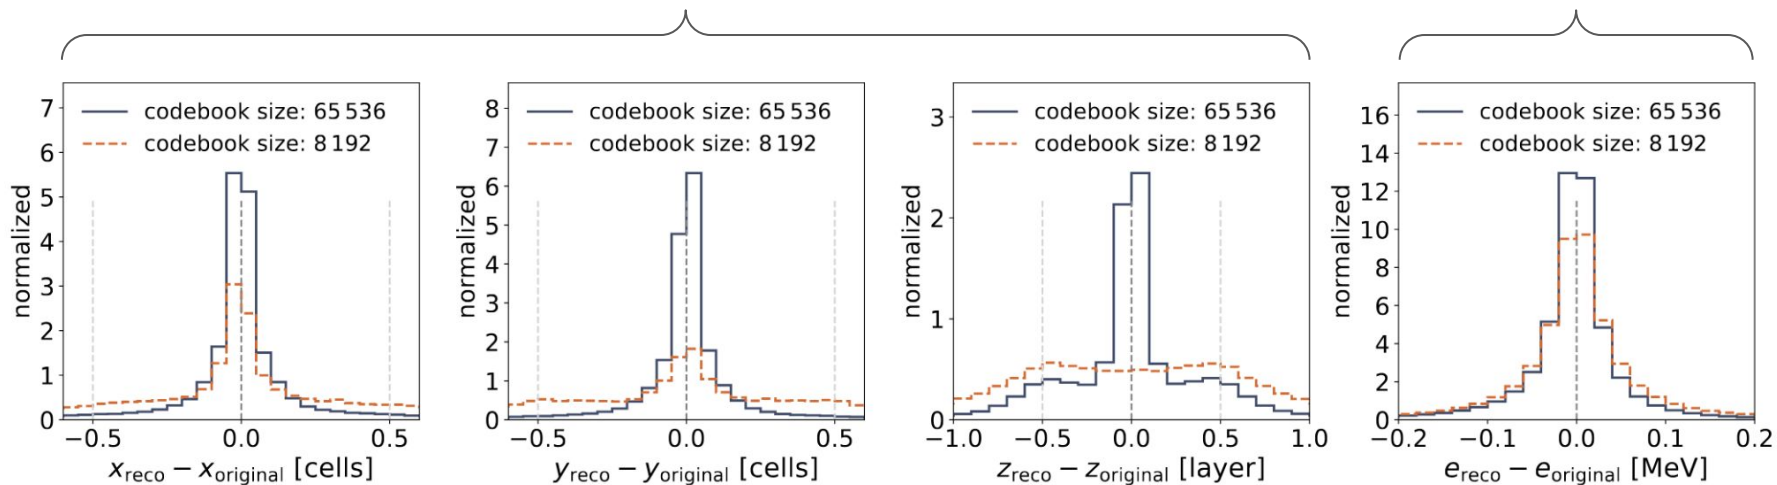 normalized
7
6
5
4
3
2
1
0
codebook size: 65 536
codebook size: 8 192
−0.5 0.0 0.5
x_reco − x_original [cells]
normalized
8
7
6
5
4
3
2
1
0
codebook size: 65 536
codebook size: 8 192
−0.5 0.0 0.5
y_reco − y_original [cells]
normalized
3
2
1
0
codebook size: 65 536
codebook size: 8 192
−1.0 −0.5 0.0 0.5 1.0
z_reco − z_original [layer]
normalized
16
14
12
10
8
6
4
2
0
codebook size: 65 536
codebook size: 8 192
−0.2 −0.1 0.0 0.1 0.2
e_reco − e_original [MeV]